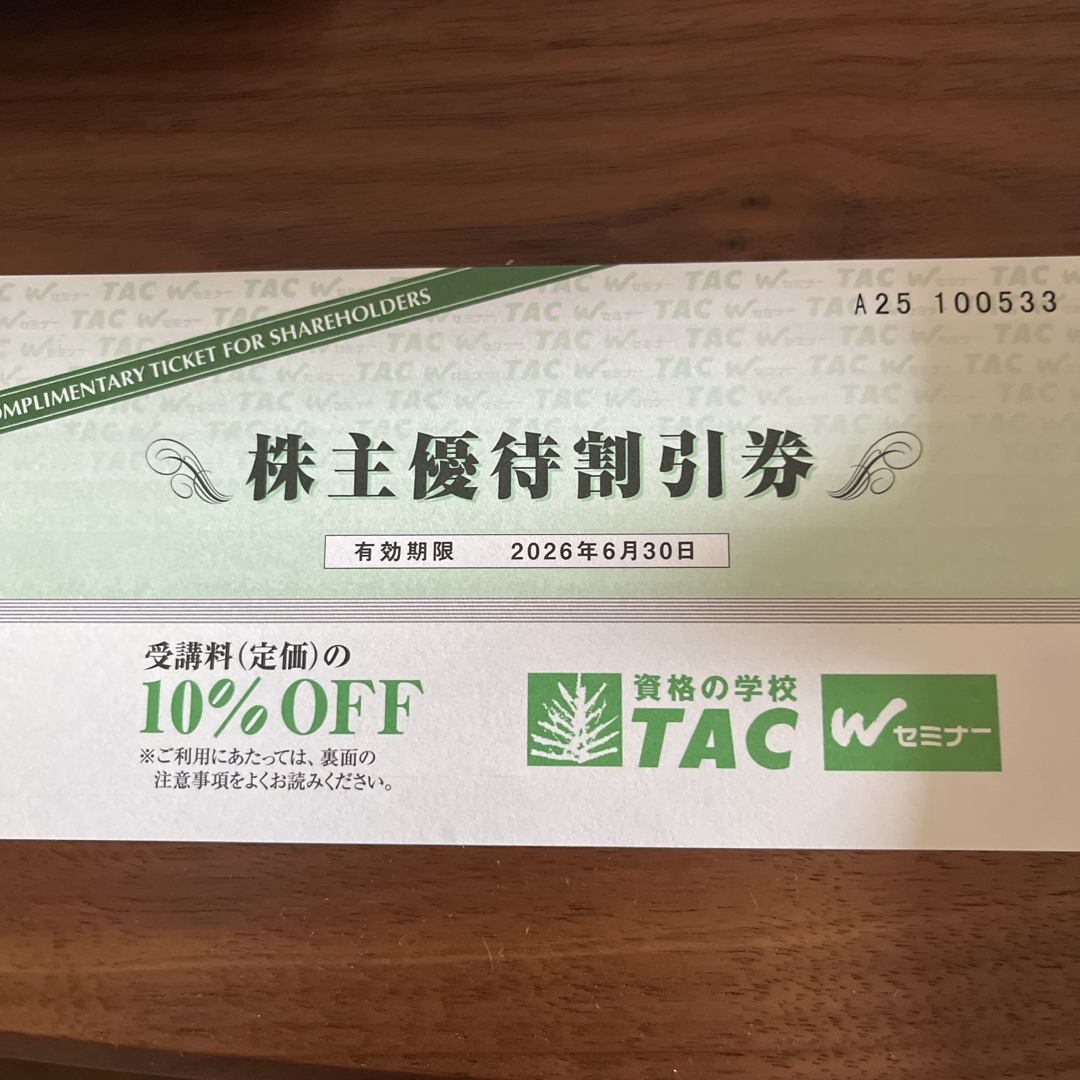 OMPLIMENTARY TICKET FOR SHAREHOLDERS
A25 100533
株主優待割引券
有効期限 2026年6月30日
受講料(定価)の
10%OFF
※ご利用にあたっては、裏面の
注意事項をよくお読みください。
資格の学校
TAC
Wセミナー